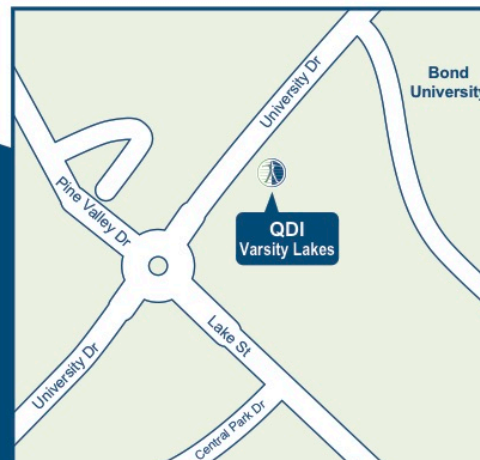 University Dr
Bond
University
Pine Valley Dr
QDI
Varsity Lakes
Lake St
University Dr
Central Park Dr